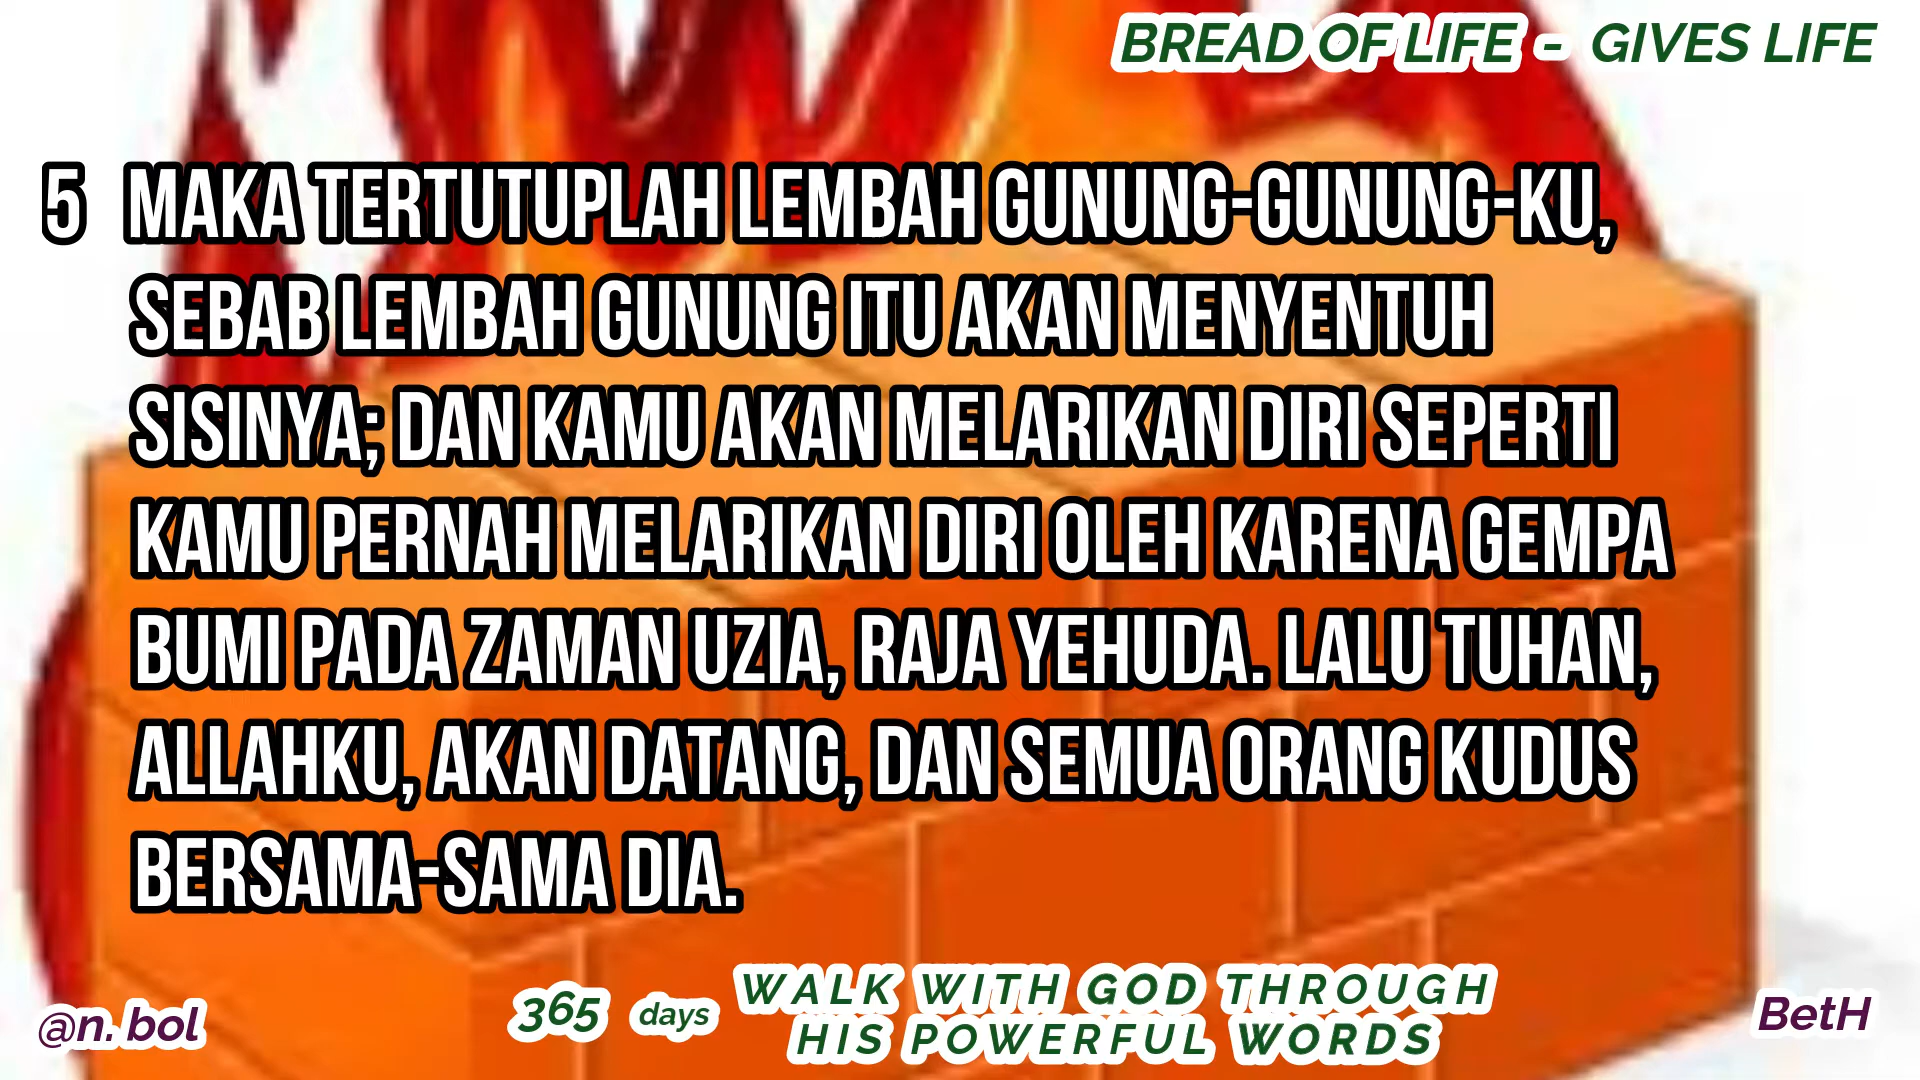 BREAD OF LIFE - GIVES LIFE
5 MAKA TERTUTUPLAH LEMBAH GUNUNG-GUNUNG-KU,
SEBAB LEMBAH GUNUNG ITU AKAN MENYENTUH
SISINYA; DAN KAMU AKAN MELARIKAN DIRI SEPERTI
KAMU PERNAH MELARIKAN DIRI OLEH KARENA GEMPA
BUMI PADA ZAMAN UZIA, RAJA YEHUDA. LALU TUHAN,
ALLAHKU, AKAN DATANG, DAN SEMUA ORANG KUDUS
BERSAMA-SAMA DIA.
@n. bol
365 days
WALK WITH GOD THROUGH
HIS POWERFUL WORDS
BetH